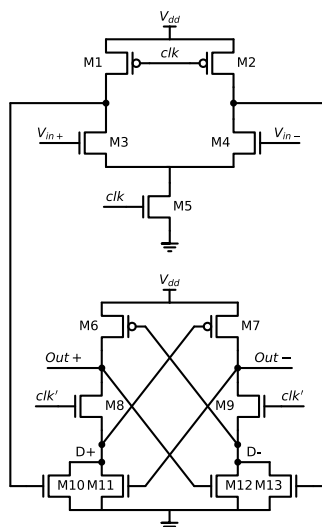 Vdd
M1 clk M2
Vin+ M3 M4 Vin−
clk M5
Vdd
M6 M7
Out+ Out−
clk' M8 M9 clk'
D+ D-
M10 M11 M12 M13